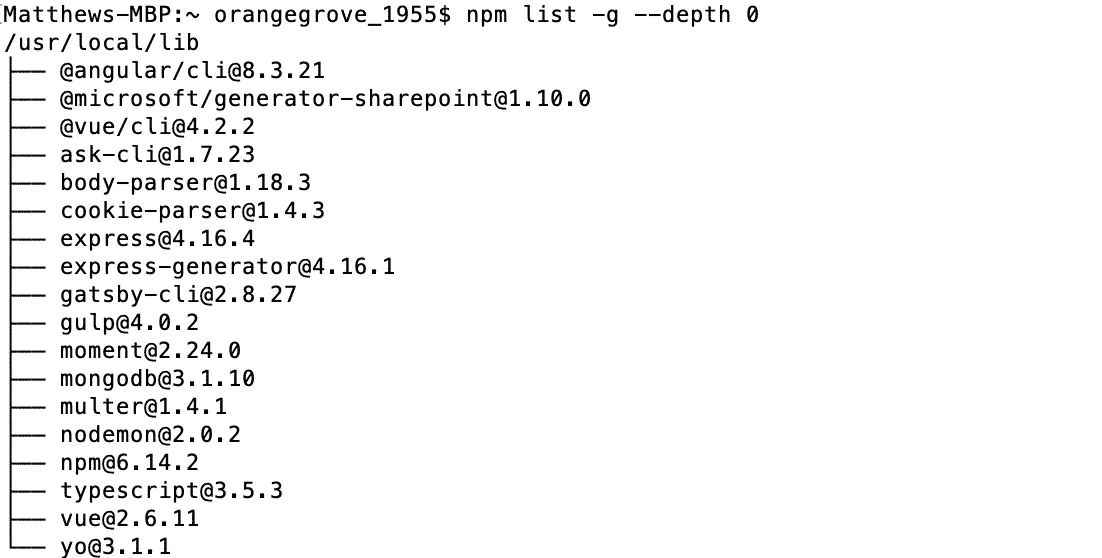 Matthews-MBP:~ orangegrove_1955$ npm list -g --depth 0
/usr/local/lib
├── @angular/cli@8.3.21
├── @microsoft/generator-sharepoint@1.10.0
├── @vue/cli@4.2.2
├── ask-cli@1.7.23
├── body-parser@1.18.3
├── cookie-parser@1.4.3
├── express@4.16.4
├── express-generator@4.16.1
├── gatsby-cli@2.8.27
├── gulp@4.0.2
├── moment@2.24.0
├── mongodb@3.1.10
├── multer@1.4.1
├── nodemon@2.0.2
├── npm@6.14.2
├── typescript@3.5.3
├── vue@2.6.11
└── yo@3.1.1